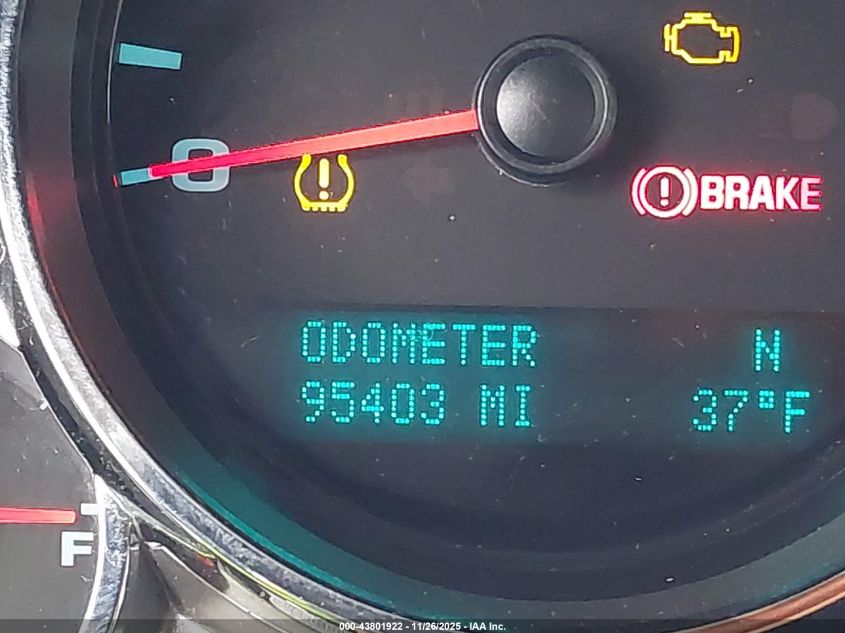 0
BRAKE
ODOMETER N
95403 MI 37°F
F
000-43801922 - 11/26/2025 - IAA Inc.